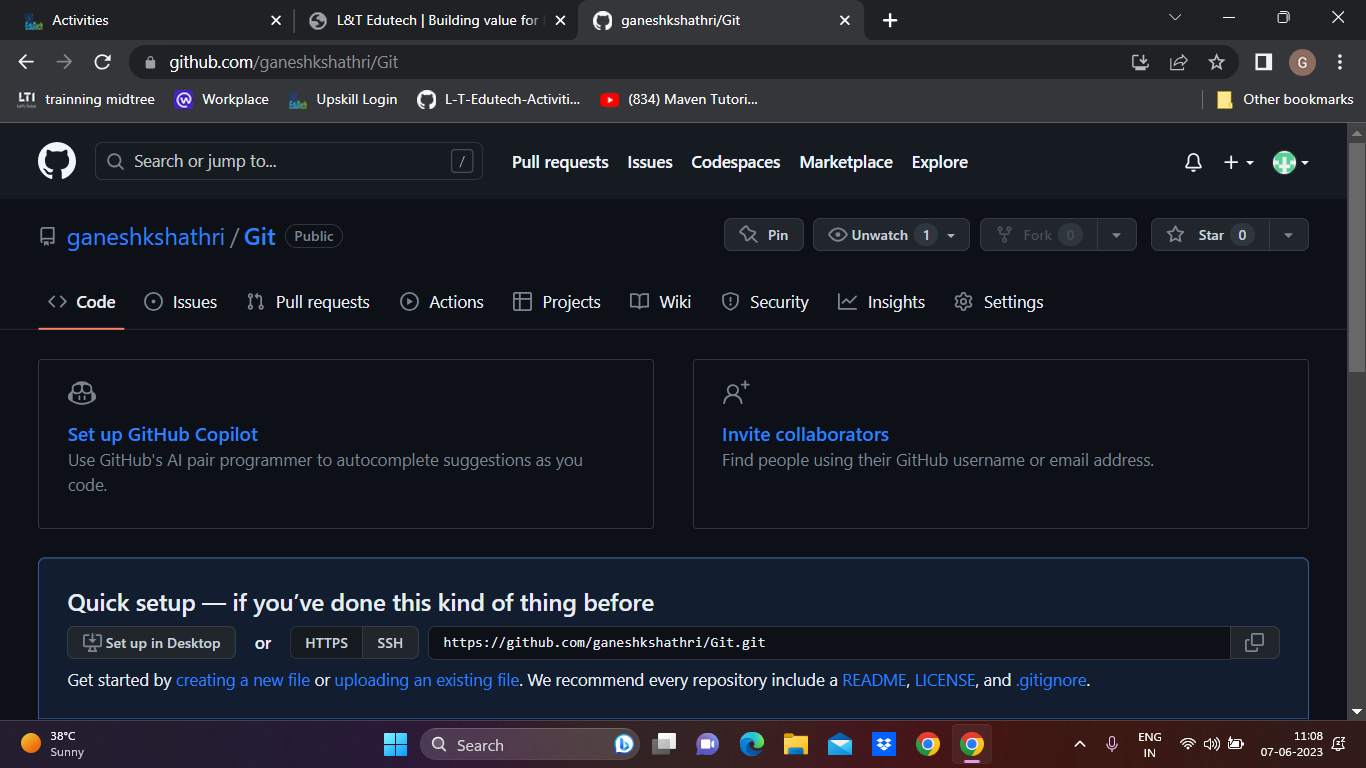 Activities
L&T Edutech | Building value for
ganeshkshathri/Git
github.com/ganeshkshathri/Git
G
LTI trainning midtree
Workplace
Upskill Login
L-T-Edutech-Activiti...
(834) Maven Tutori...
Other bookmarks
Search or jump to...
/
Pull requests
Issues
Codespaces
Marketplace
Explore
ganeshkshathri / Git
Public
Pin
Unwatch 1
Fork 0
Star 0
Code
Issues
Pull requests
Actions
Projects
Wiki
Security
Insights
Settings
Set up GitHub Copilot
Use GitHub's AI pair programmer to autocomplete suggestions as you
code.
Invite collaborators
Find people using their GitHub username or email address.
Quick setup — if you’ve done this kind of thing before
Set up in Desktop or HTTPS SSH https://github.com/ganeshkshathri/Git.git
Get started by creating a new file or uploading an existing file. We recommend every repository include a README, LICENSE, and .gitignore.
38°C
Sunny
Search
ENG
IN
11:08
07-06-2023